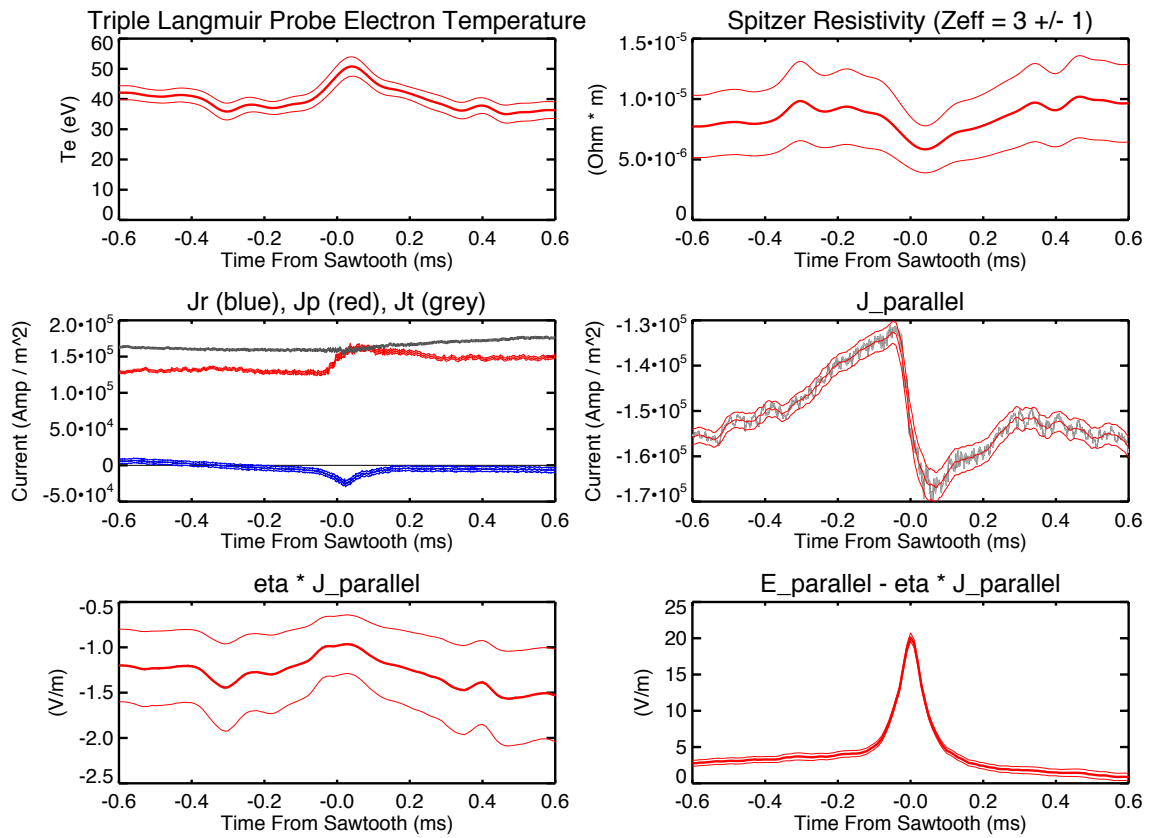 Triple Langmuir Probe Electron Temperature
60
50
40
30
20
10
0
Te (eV)
-0.6 -0.4 -0.2 -0.0 0.2 0.4 0.6
Time From Sawtooth (ms)
Spitzer Resistivity (Zeff = 3 +/- 1)
1.5•10^-5
1.0•10^-5
5.0•10^-6
0
(Ohm * m)
-0.6 -0.4 -0.2 -0.0 0.2 0.4 0.6
Time From Sawtooth (ms)
Jr (blue), Jp (red), Jt (grey)
2.0•10^5
1.5•10^5
1.0•10^5
5.0•10^4
0
-5.0•10^4
Current (Amp / m^2)
-0.6 -0.4 -0.2 -0.0 0.2 0.4 0.6
Time From Sawtooth (ms)
J_parallel
-1.3•10^5
-1.4•10^5
-1.5•10^5
-1.6•10^5
-1.7•10^5
Current (Amp / m^2)
-0.6 -0.4 -0.2 -0.0 0.2 0.4 0.6
Time From Sawtooth (ms)
eta * J_parallel
-0.5
-1.0
-1.5
-2.0
-2.5
(V/m)
-0.6 -0.4 -0.2 -0.0 0.2 0.4 0.6
Time From Sawtooth (ms)
E_parallel - eta * J_parallel
25
20
15
10
5
0
(V/m)
-0.6 -0.4 -0.2 -0.0 0.2 0.4 0.6
Time From Sawtooth (ms)